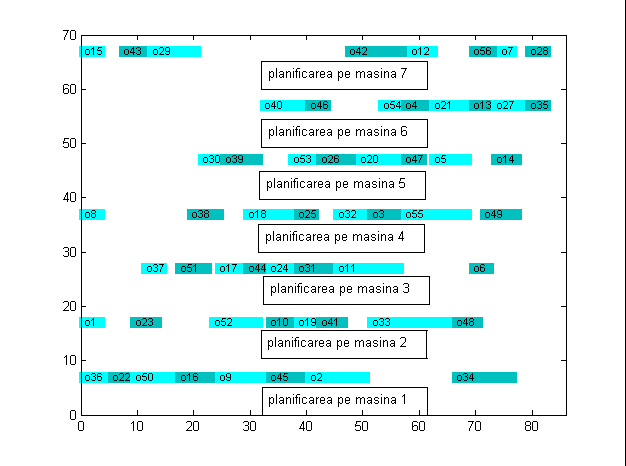 70
o15 o43 o29 o42 o12 o56 o77 o28
planificarea pe masina 7
60
o40 o46 o54 o4 o21 o13 o27 o35
planificarea pe masina 6
50
o30 o39 o53 o26 o20 o47 o5 o14
planificarea pe masina 5
40
o8 o38 o18 o25 o32 o3 o55 o49
planificarea pe masina 4
30
o37 o51 o17 o44 o24 o31 o11 o6
planificarea pe masina 3
20
o1 o23 o52 o10 o19 o41 o33 o48
planificarea pe masina 2
10
o36 o22 o50 o16 o9 o45 o2 o34
planificarea pe masina 1
0
0 10 20 30 40 50 60 70 80